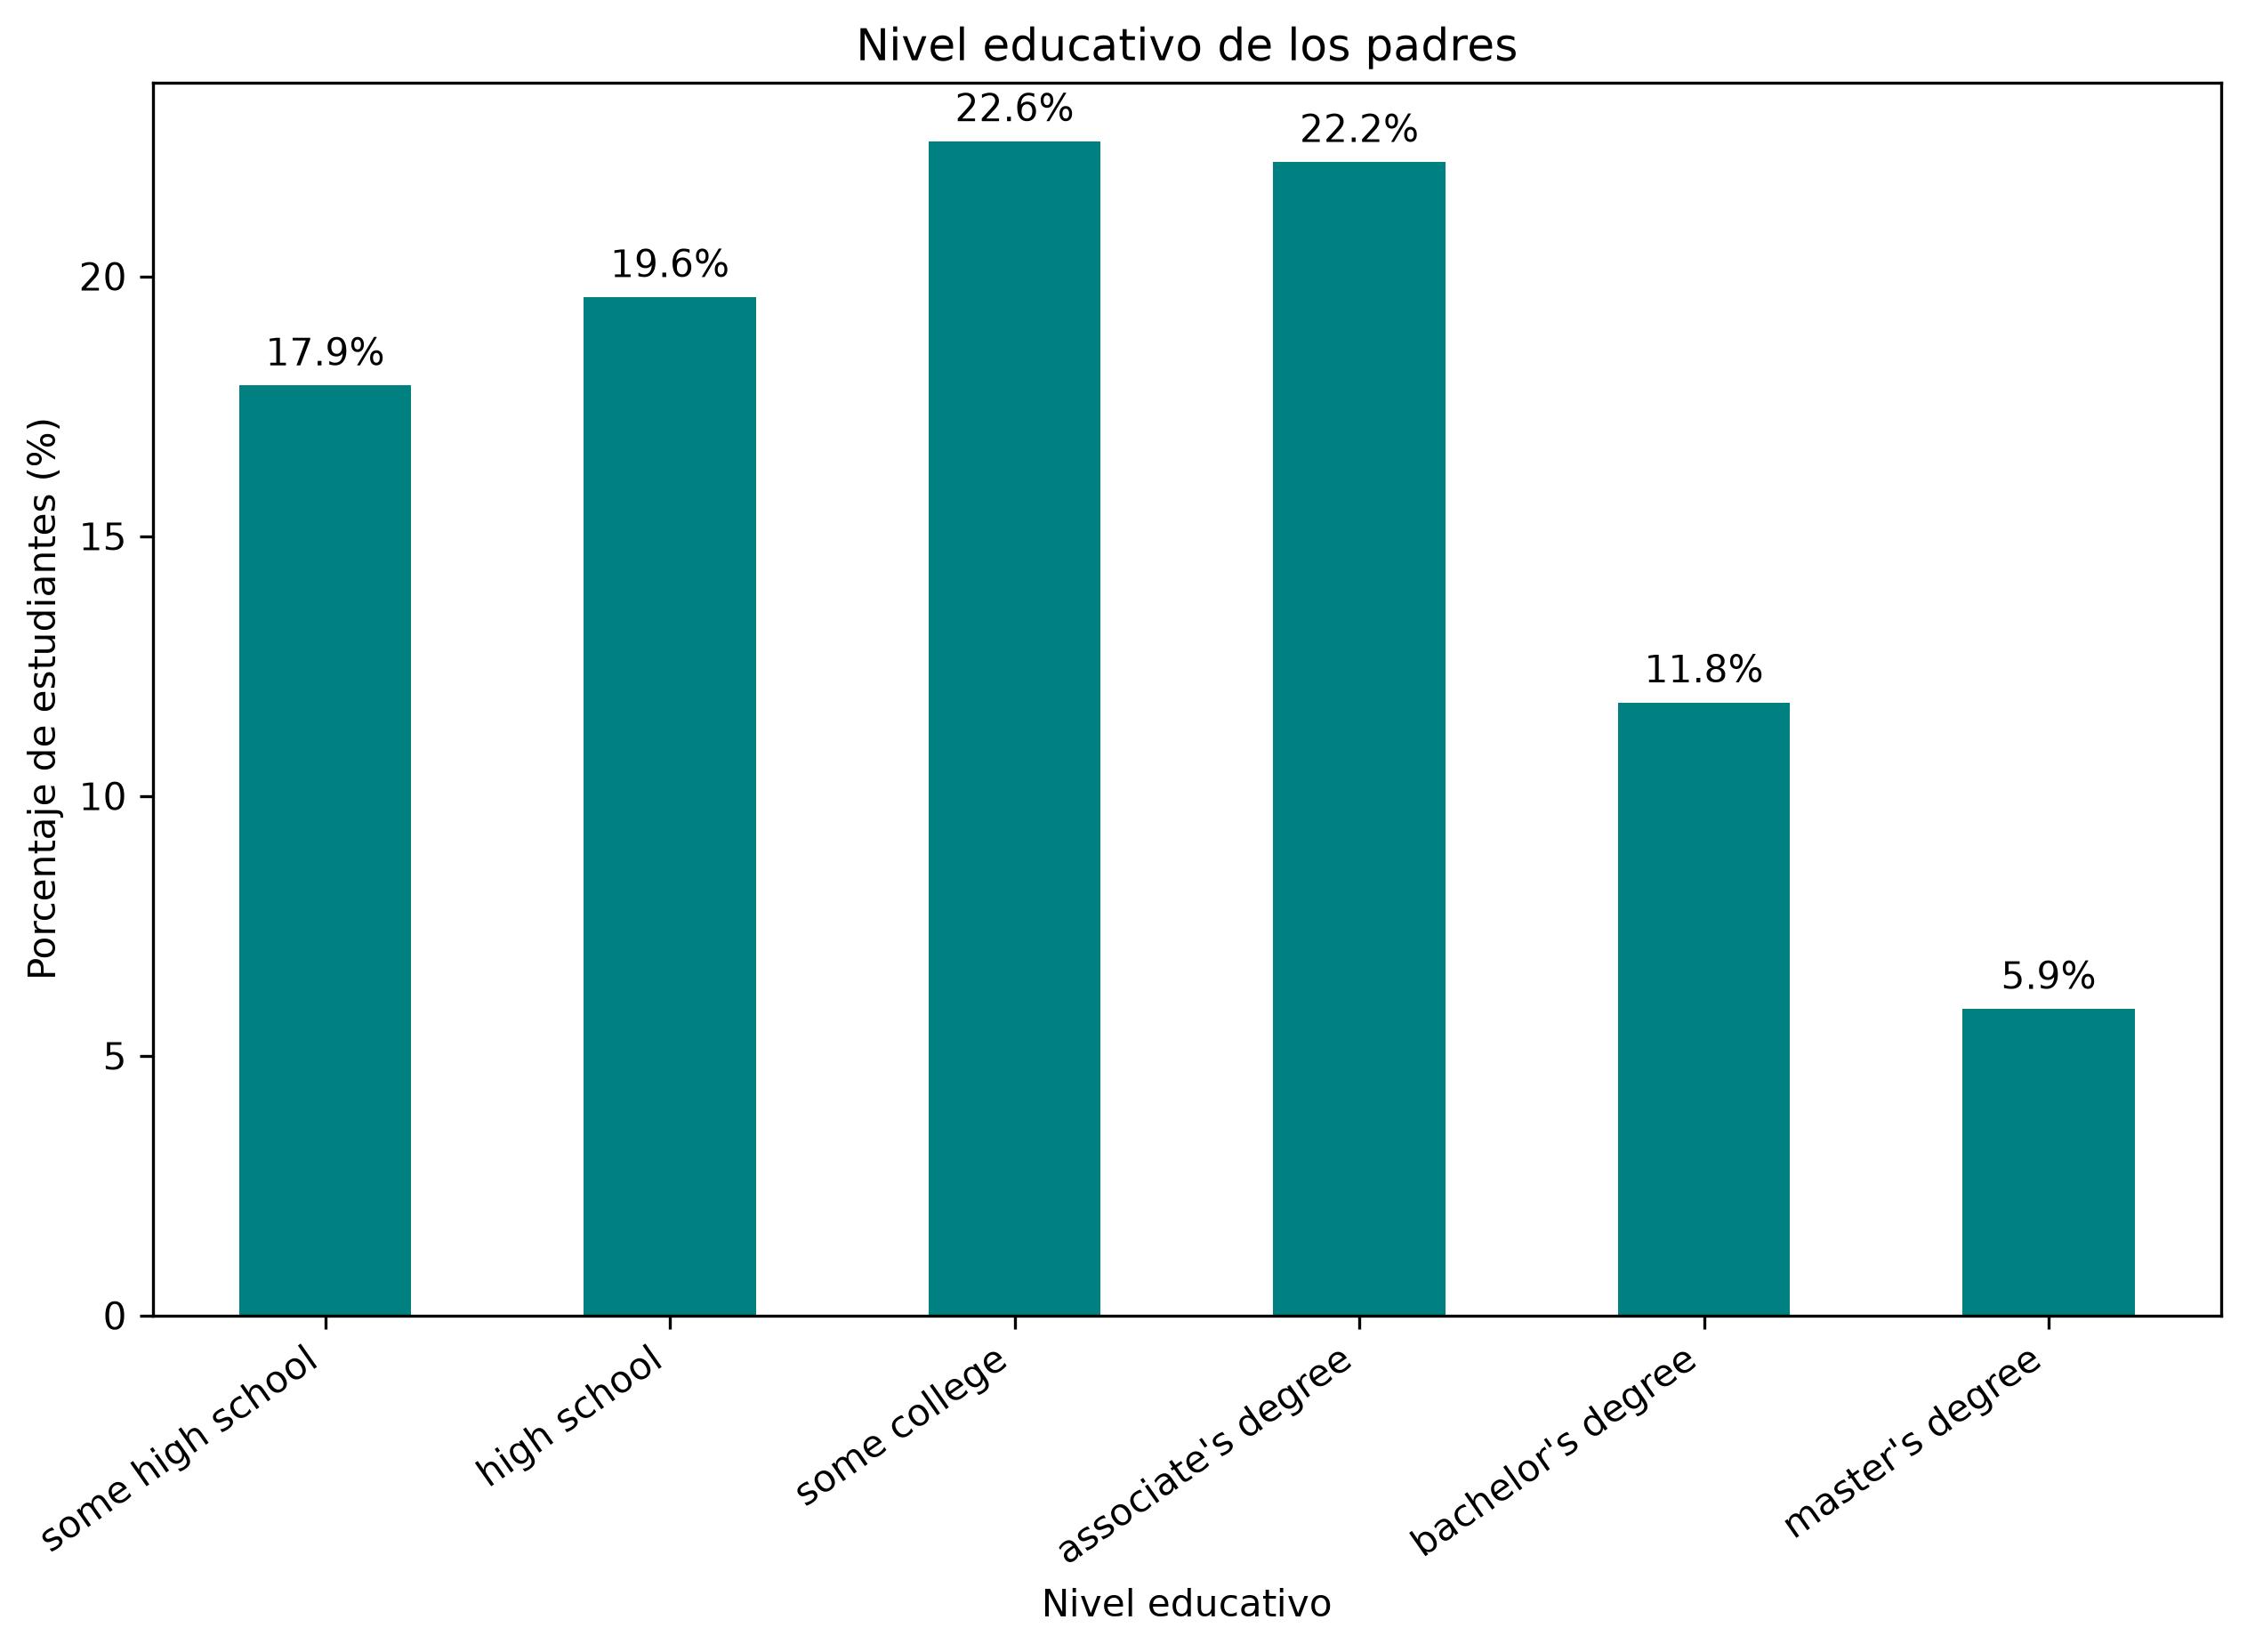 Nivel educativo de los padres
22.6%
22.2%
19.6%
17.9%
11.8%
5.9%
20
15
10
5
0
Porcentaje de estudiantes (%)
some high school
high school
some college
associate's degree
bachelor's degree
master's degree
Nivel educativo